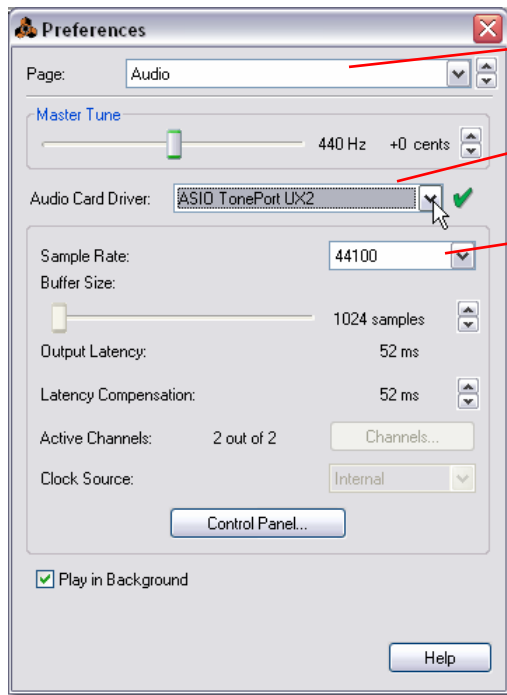 Preferences
Page: Audio
Master Tune
440 Hz +0 cents
Audio Card Driver: ASIO TonePort UX2
Sample Rate: 44100
Buffer Size:
1024 samples
Output Latency: 52 ms
Latency Compensation: 52 ms
Active Channels: 2 out of 2 Channels...
Clock Source: Internal
Control Panel...
Play in Background
Help